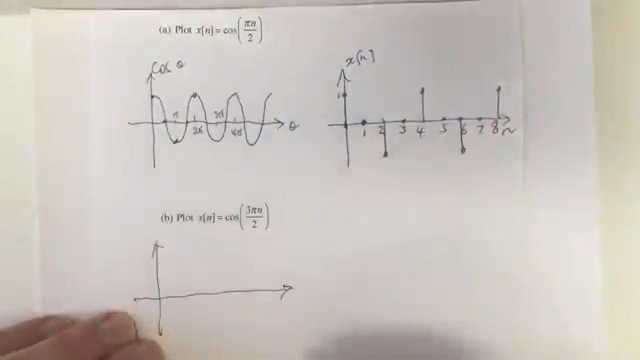 (a) Plot x[n] = cos(πn/2)
cos θ
π 2π 3π 4π θ
x[n]
1
1 2 3 4 5 6 7 8 n
(b) Plot x[n] = cos(3πn/2)